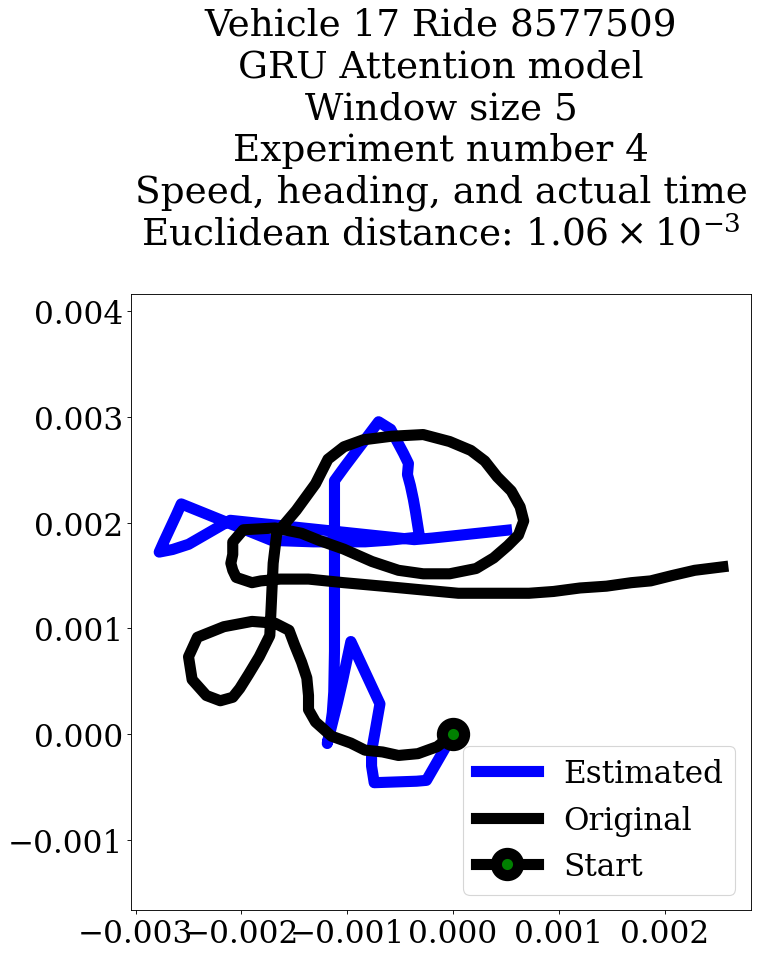 Vehicle 17 Ride 8577509
GRU Attention model
Window size 5
Experiment number 4
Speed, heading, and actual time
Euclidean distance: 1.06 × 10⁻³
0.004
0.003
0.002
0.001
0.000
−0.001
Estimated
Original
Start
−0.003 −0.002 −0.001 0.000 0.001 0.002